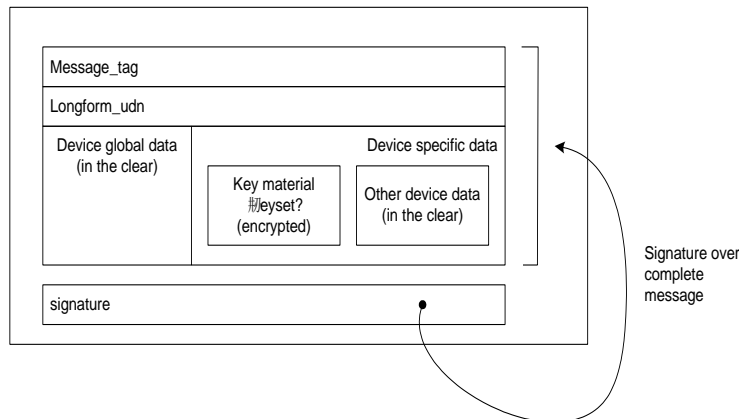 Message_tag
Longform_udn
Device global data
(in the clear)
Device specific data
Key material
(encrypted)
Other device data
(in the clear)
signature
Signature over
complete
message